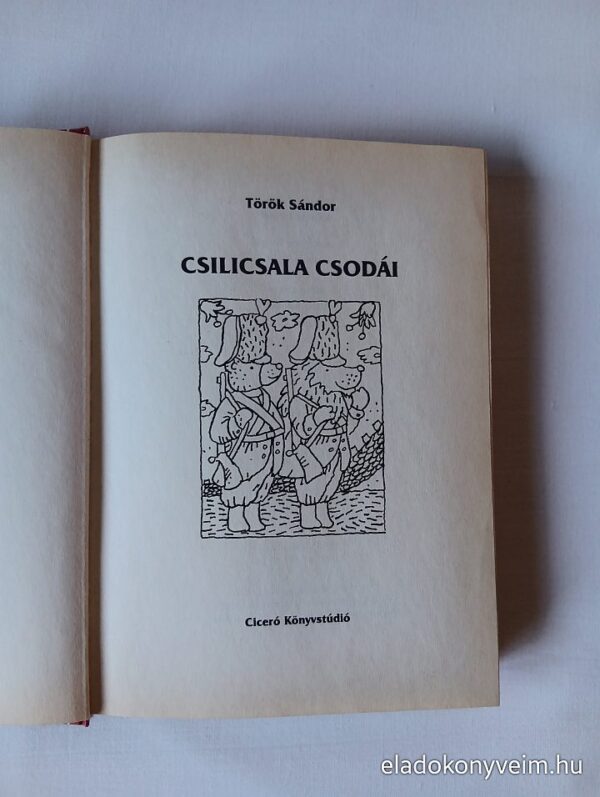 Török Sándor
CSILICSALA CSODÁI
Ciceró Könyvstúdió
eladokonyveim.hu